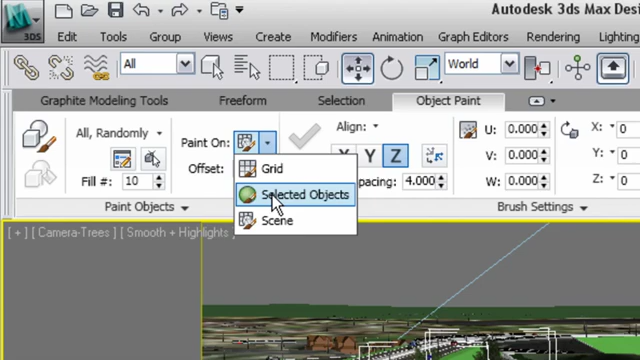 Autodesk 3ds Max Desi
3DS
Edit Tools Group Views Create Modifiers Animation Graph Editors Rendering Lighting
All World
Graphite Modeling Tools Freeform Selection Object Paint
All, Randomly Paint On: Align: U: 0.000 X: 0
Offset: X Y Z V: 0.000 Y: 0
Fill #: 10 pacing: 4.000 W: 0.000 Z: 0
Paint Objects Brush Settings
Grid
Selected Objects
Scene
[ + ] [ Camera-Trees ] [ Smooth + Highlights ]